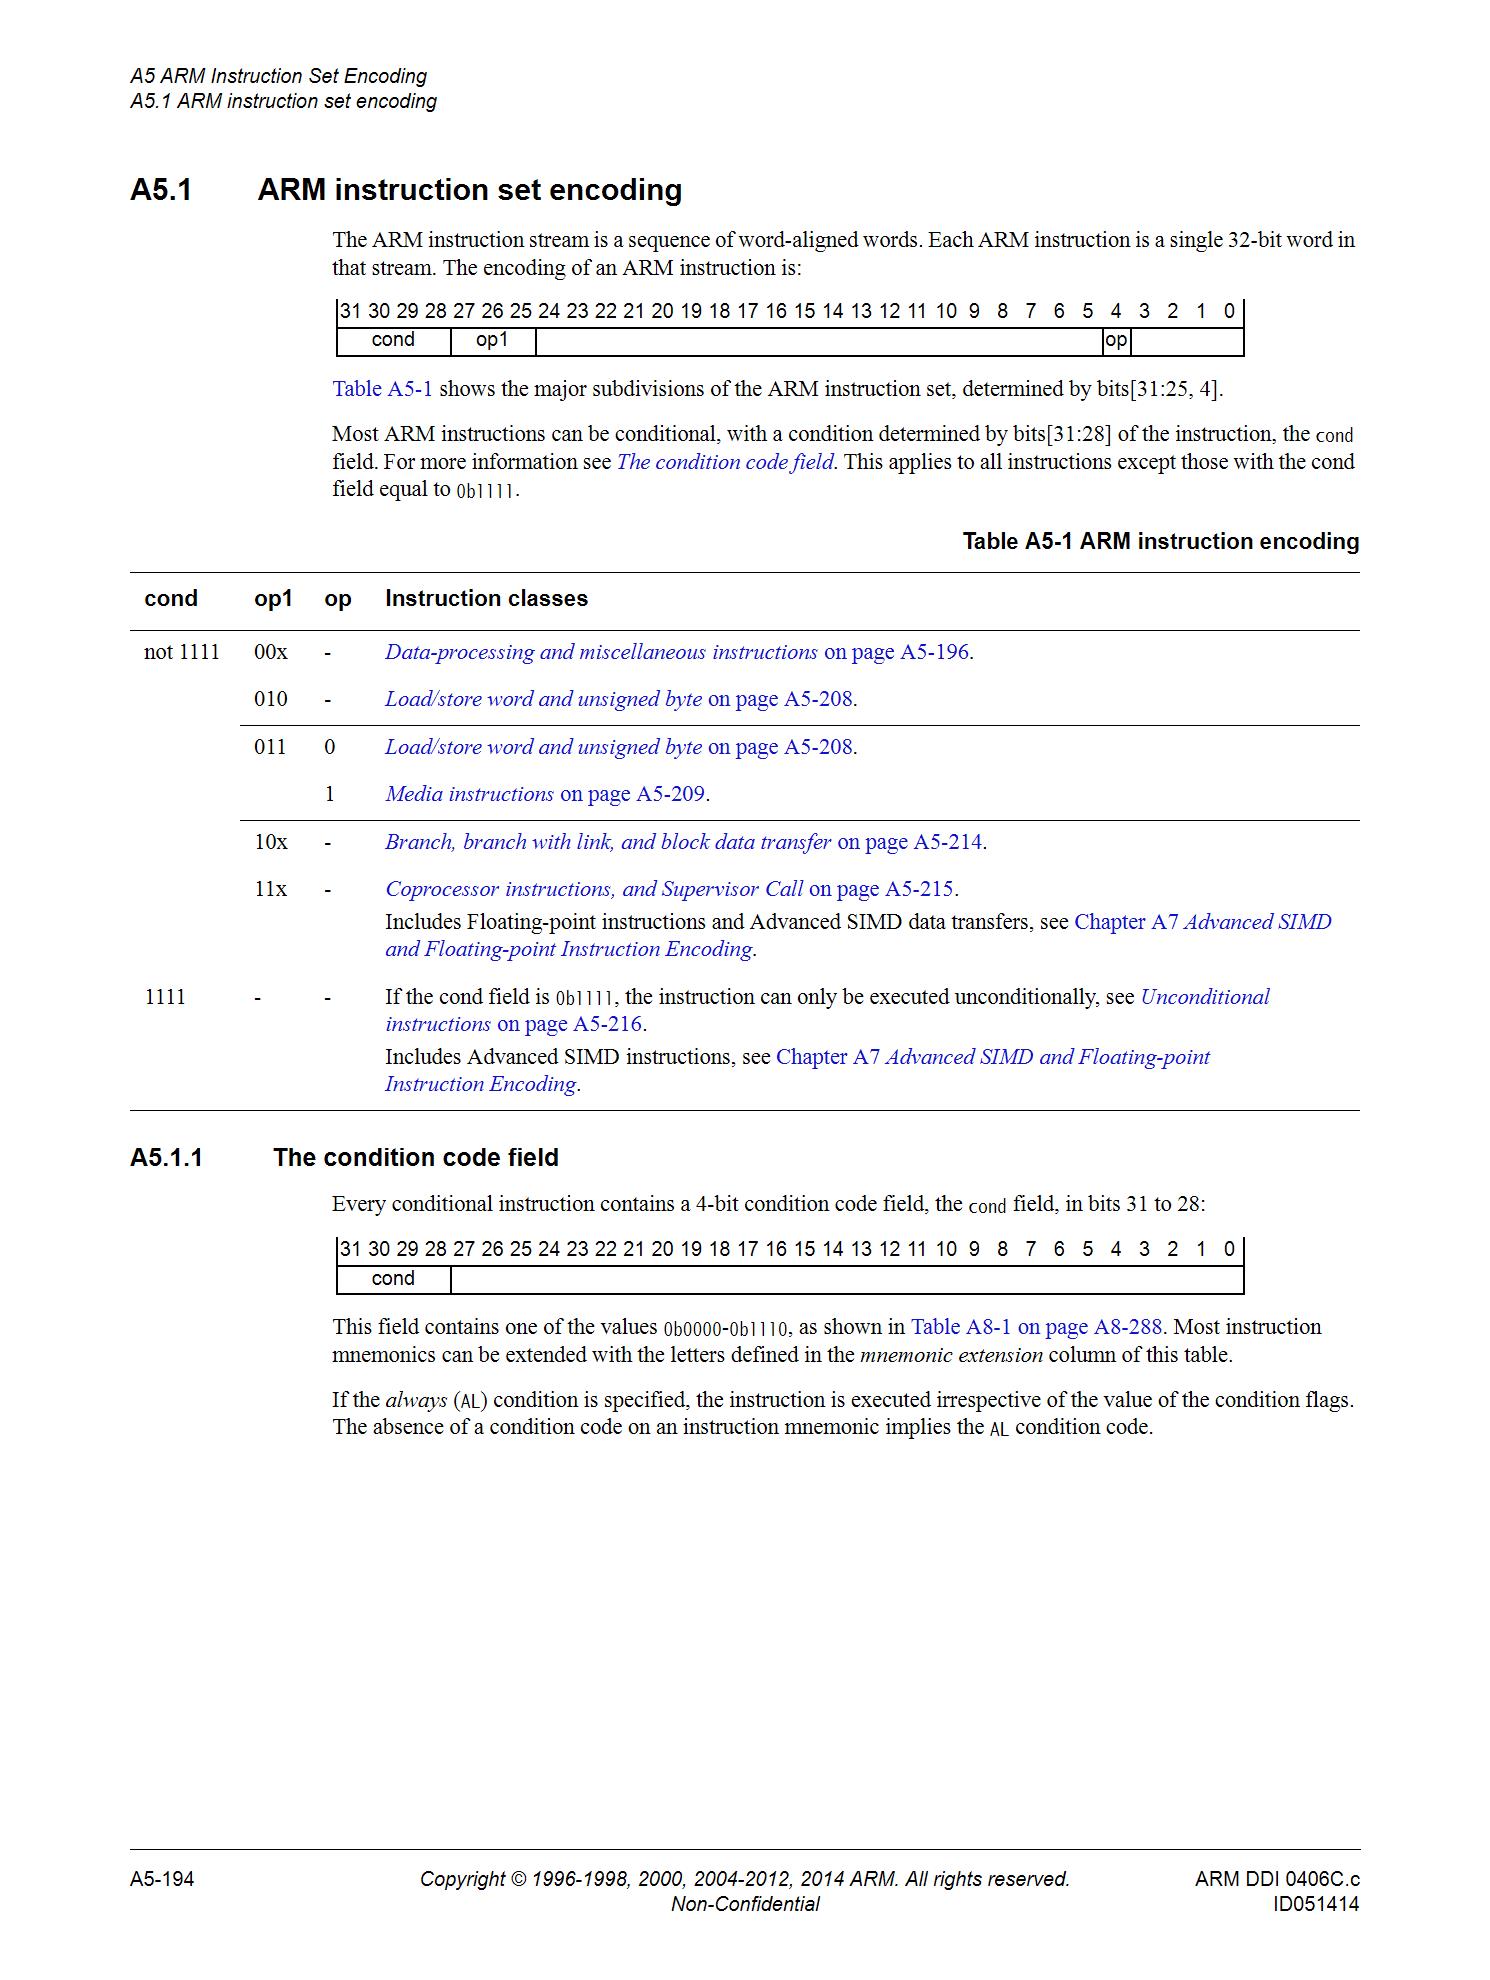 A5 ARM Instruction Set Encoding
A5.1 ARM instruction set encoding
A5.1 ARM instruction set encoding
The ARM instruction stream is a sequence of word-aligned words. Each ARM instruction is a single 32-bit word in
that stream. The encoding of an ARM instruction is:
31 30 29 28 27 26 25 24 23 22 21 20 19 18 17 16 15 14 13 12 11 10 9 8 7 6 5 4 3 2 1 0
cond op1 op
Table A5-1 shows the major subdivisions of the ARM instruction set, determined by bits[31:25, 4].
Most ARM instructions can be conditional, with a condition determined by bits[31:28] of the instruction, the cond
field. For more information see The condition code field. This applies to all instructions except those with the cond
field equal to 0b1111.
Table A5-1 ARM instruction encoding
cond op1 op Instruction classes
not 1111 00x - Data-processing and miscellaneous instructions on page A5-196.
010 - Load/store word and unsigned byte on page A5-208.
011 0 Load/store word and unsigned byte on page A5-208.
1 Media instructions on page A5-209.
10x - Branch, branch with link, and block data transfer on page A5-214.
11x - Coprocessor instructions, and Supervisor Call on page A5-215.
Includes Floating-point instructions and Advanced SIMD data transfers, see Chapter A7 Advanced SIMD
and Floating-point Instruction Encoding.
1111 - - If the cond field is 0b1111, the instruction can only be executed unconditionally, see Unconditional
instructions on page A5-216.
Includes Advanced SIMD instructions, see Chapter A7 Advanced SIMD and Floating-point
Instruction Encoding.
A5.1.1 The condition code field
Every conditional instruction contains a 4-bit condition code field, the cond field, in bits 31 to 28:
31 30 29 28 27 26 25 24 23 22 21 20 19 18 17 16 15 14 13 12 11 10 9 8 7 6 5 4 3 2 1 0
cond
This field contains one of the values 0b0000-0b1110, as shown in Table A8-1 on page A8-288. Most instruction
mnemonics can be extended with the letters defined in the mnemonic extension column of this table.
If the always (AL) condition is specified, the instruction is executed irrespective of the value of the condition flags.
The absence of a condition code on an instruction mnemonic implies the AL condition code.
A5-194 Copyright © 1996-1998, 2000, 2004-2012, 2014 ARM. All rights reserved. ARM DDI 0406C.c
Non-Confidential ID051414